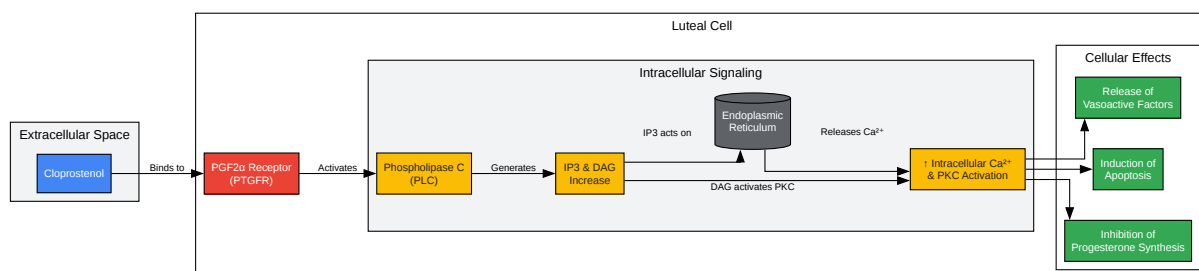 Luteal Cell
Extracellular Space
Cloprostenol
Binds to
PGF2α Receptor
(PTGFR)
Activates
Intracellular Signaling
Phospholipase C
(PLC)
Generates
IP3 & DAG
Increase
IP3 acts on
Endoplasmic
Reticulum
Releases Ca²⁺
DAG activates PKC
↑ Intracellular Ca²⁺
& PKC Activation
Cellular Effects
Release of
Vasoactive Factors
Induction of
Apoptosis
Inhibition of
Progesterone Synthesis